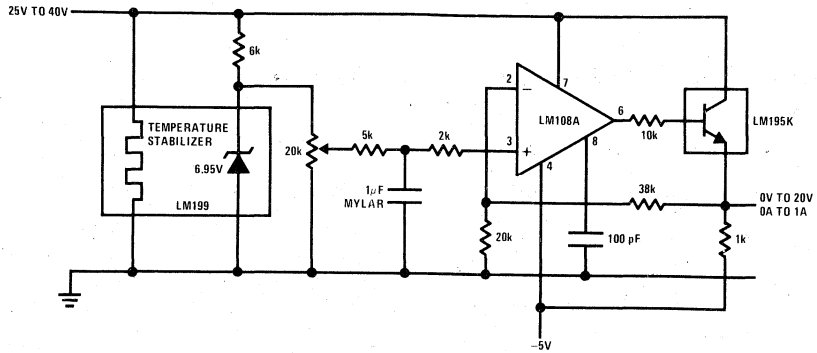 25V TO 40V
6k
2
7
TEMPERATURE
STABILIZER
6.95V
LM199
20k
5k
2k
1μF
MYLAR
3
LM108A
4
6
8
10k
LM195K
38k
0V TO 20V
0A TO 1A
20k
100 pF
1k
−5V